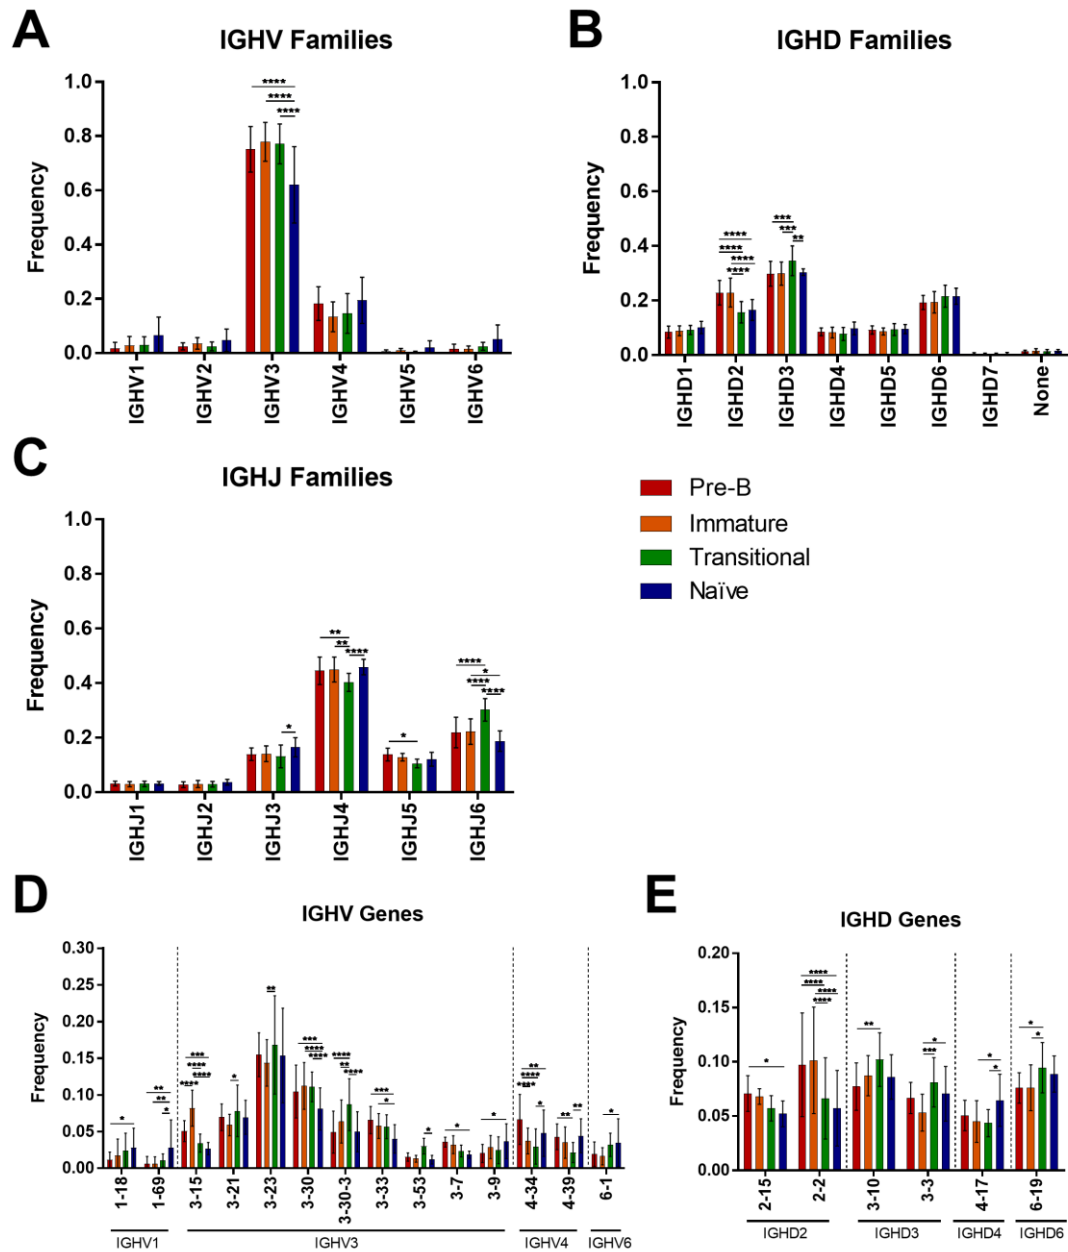 A
IGHV Families
Frequency
1.0
0.8
0.6
0.4
0.2
0.0
****
****
****
IGHV1
IGHV2
IGHV3
IGHV4
IGHV5
IGHV6
B
IGHD Families
Frequency
1.0
0.8
0.6
0.4
0.2
0.0
****
****
****
****
***
***
**
IGHD1
IGHD2
IGHD3
IGHD4
IGHD5
IGHD6
IGHD7
None
C
IGHJ Families
Frequency
1.0
0.8
0.6
0.4
0.2
0.0
*
**
**
****
*
****
*
****
****
IGHJ1
IGHJ2
IGHJ3
IGHJ4
IGHJ5
IGHJ6
Pre-B
Immature
Transitional
Naïve
D
IGHV Genes
Frequency
0.30
0.25
0.20
0.15
0.10
0.05
0.00
*
**
**
*
***
****
****
****
*
**
***
****
****
****
**
****
***
*
*
*
*
**
****
****
*
**
**
*
1-18
1-69
3-15
3-21
3-23
3-30
3-30-3
3-33
3-53
3-7
3-9
4-34
4-39
6-1
IGHV1
IGHV3
IGHV4
IGHV6
E
IGHD Genes
Frequency
0.20
0.15
0.10
0.05
0.00
*
****
****
****
****
**
*
***
*
*
*
*
2-15
2-2
3-10
3-3
4-17
6-19
IGHD2
IGHD3
IGHD4
IGHD6